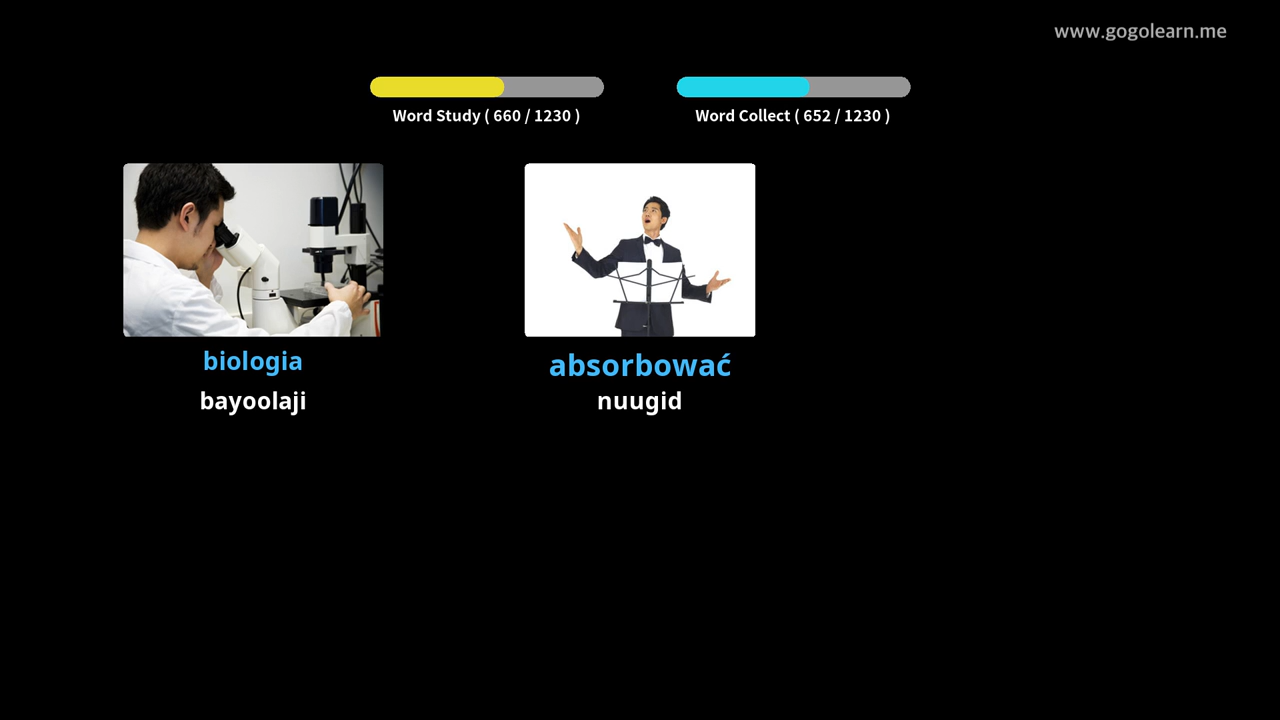 www.gogolearn.me
Word Study ( 660 / 1230 )
Word Collect ( 652 / 1230 )
biologia
bayoolaji
absorbować
nuugid